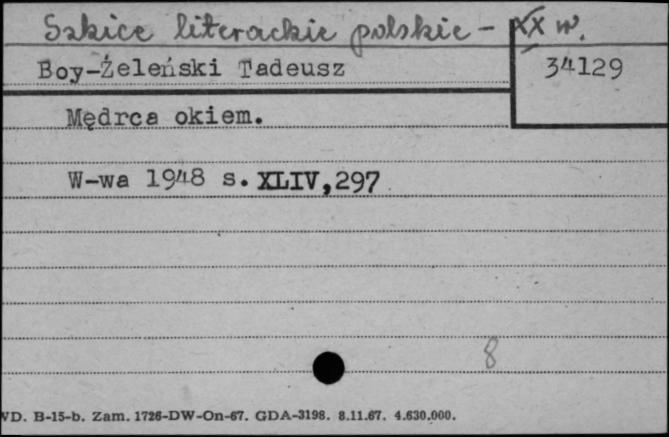 Szkice literackie polskie - XX w.
Boy-Żeleński Tadeusz
34129
Mędrca okiem.
W-wa 1948 s. XLIV,297
8
WD. B-15-b. Zam. 1726-DW-On-67. GDA-3198. 8.11.67. 4.630.000.